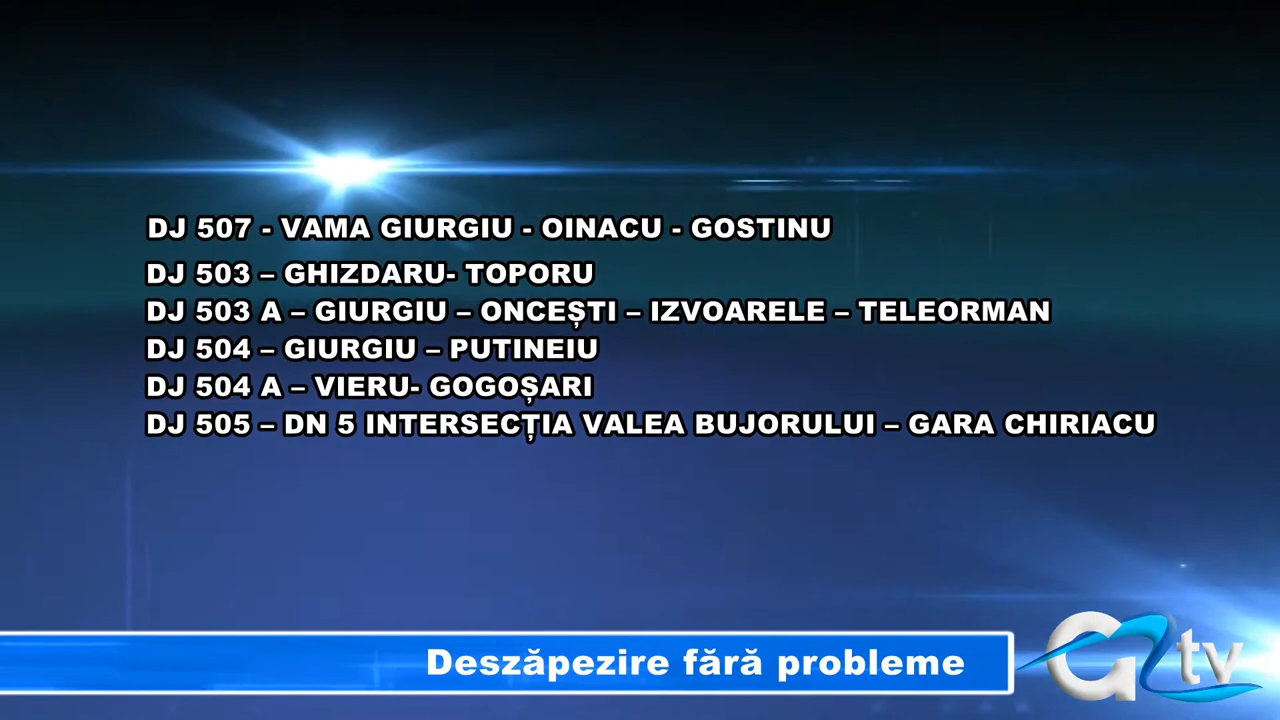 DJ 507 - VAMA GIURGIU - OINACU - GOSTINU
DJ 503 – GHIZDARU- TOPORU
DJ 503 A – GIURGIU – ONCEȘTI – IZVOARELE – TELEORMAN
DJ 504 – GIURGIU – PUTINEIU
DJ 504 A – VIERU- GOGOȘARI
DJ 505 – DN 5 INTERSECȚIA VALEA BUJORULUI – GARA CHIRIACU
Deszăpezire fără probleme
G tv